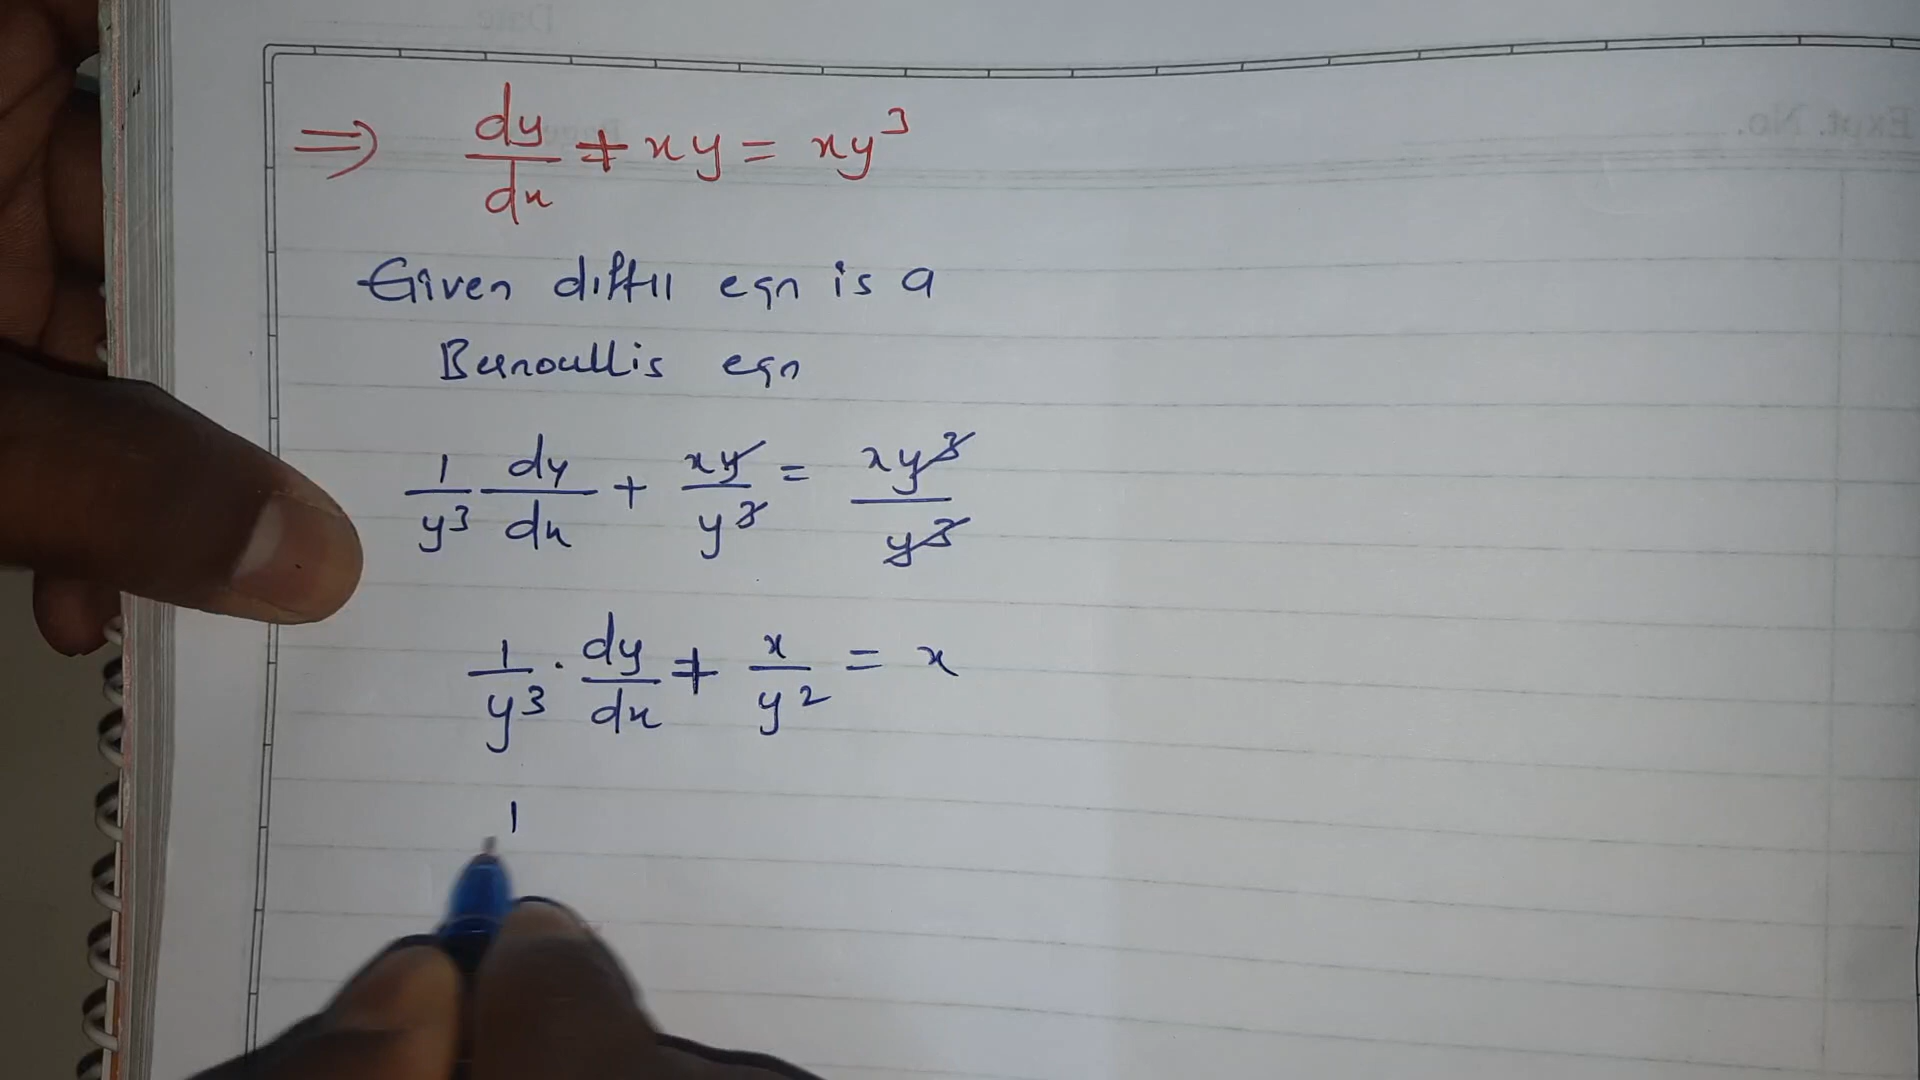 ⇒ dy/dx + xy = xy³
Given diffll eqn is a
Bernoullis eqn
1/y³ dy/dx + xy/y³ = xy³/y³
1/y³ · dy/dx + x/y² = x
1